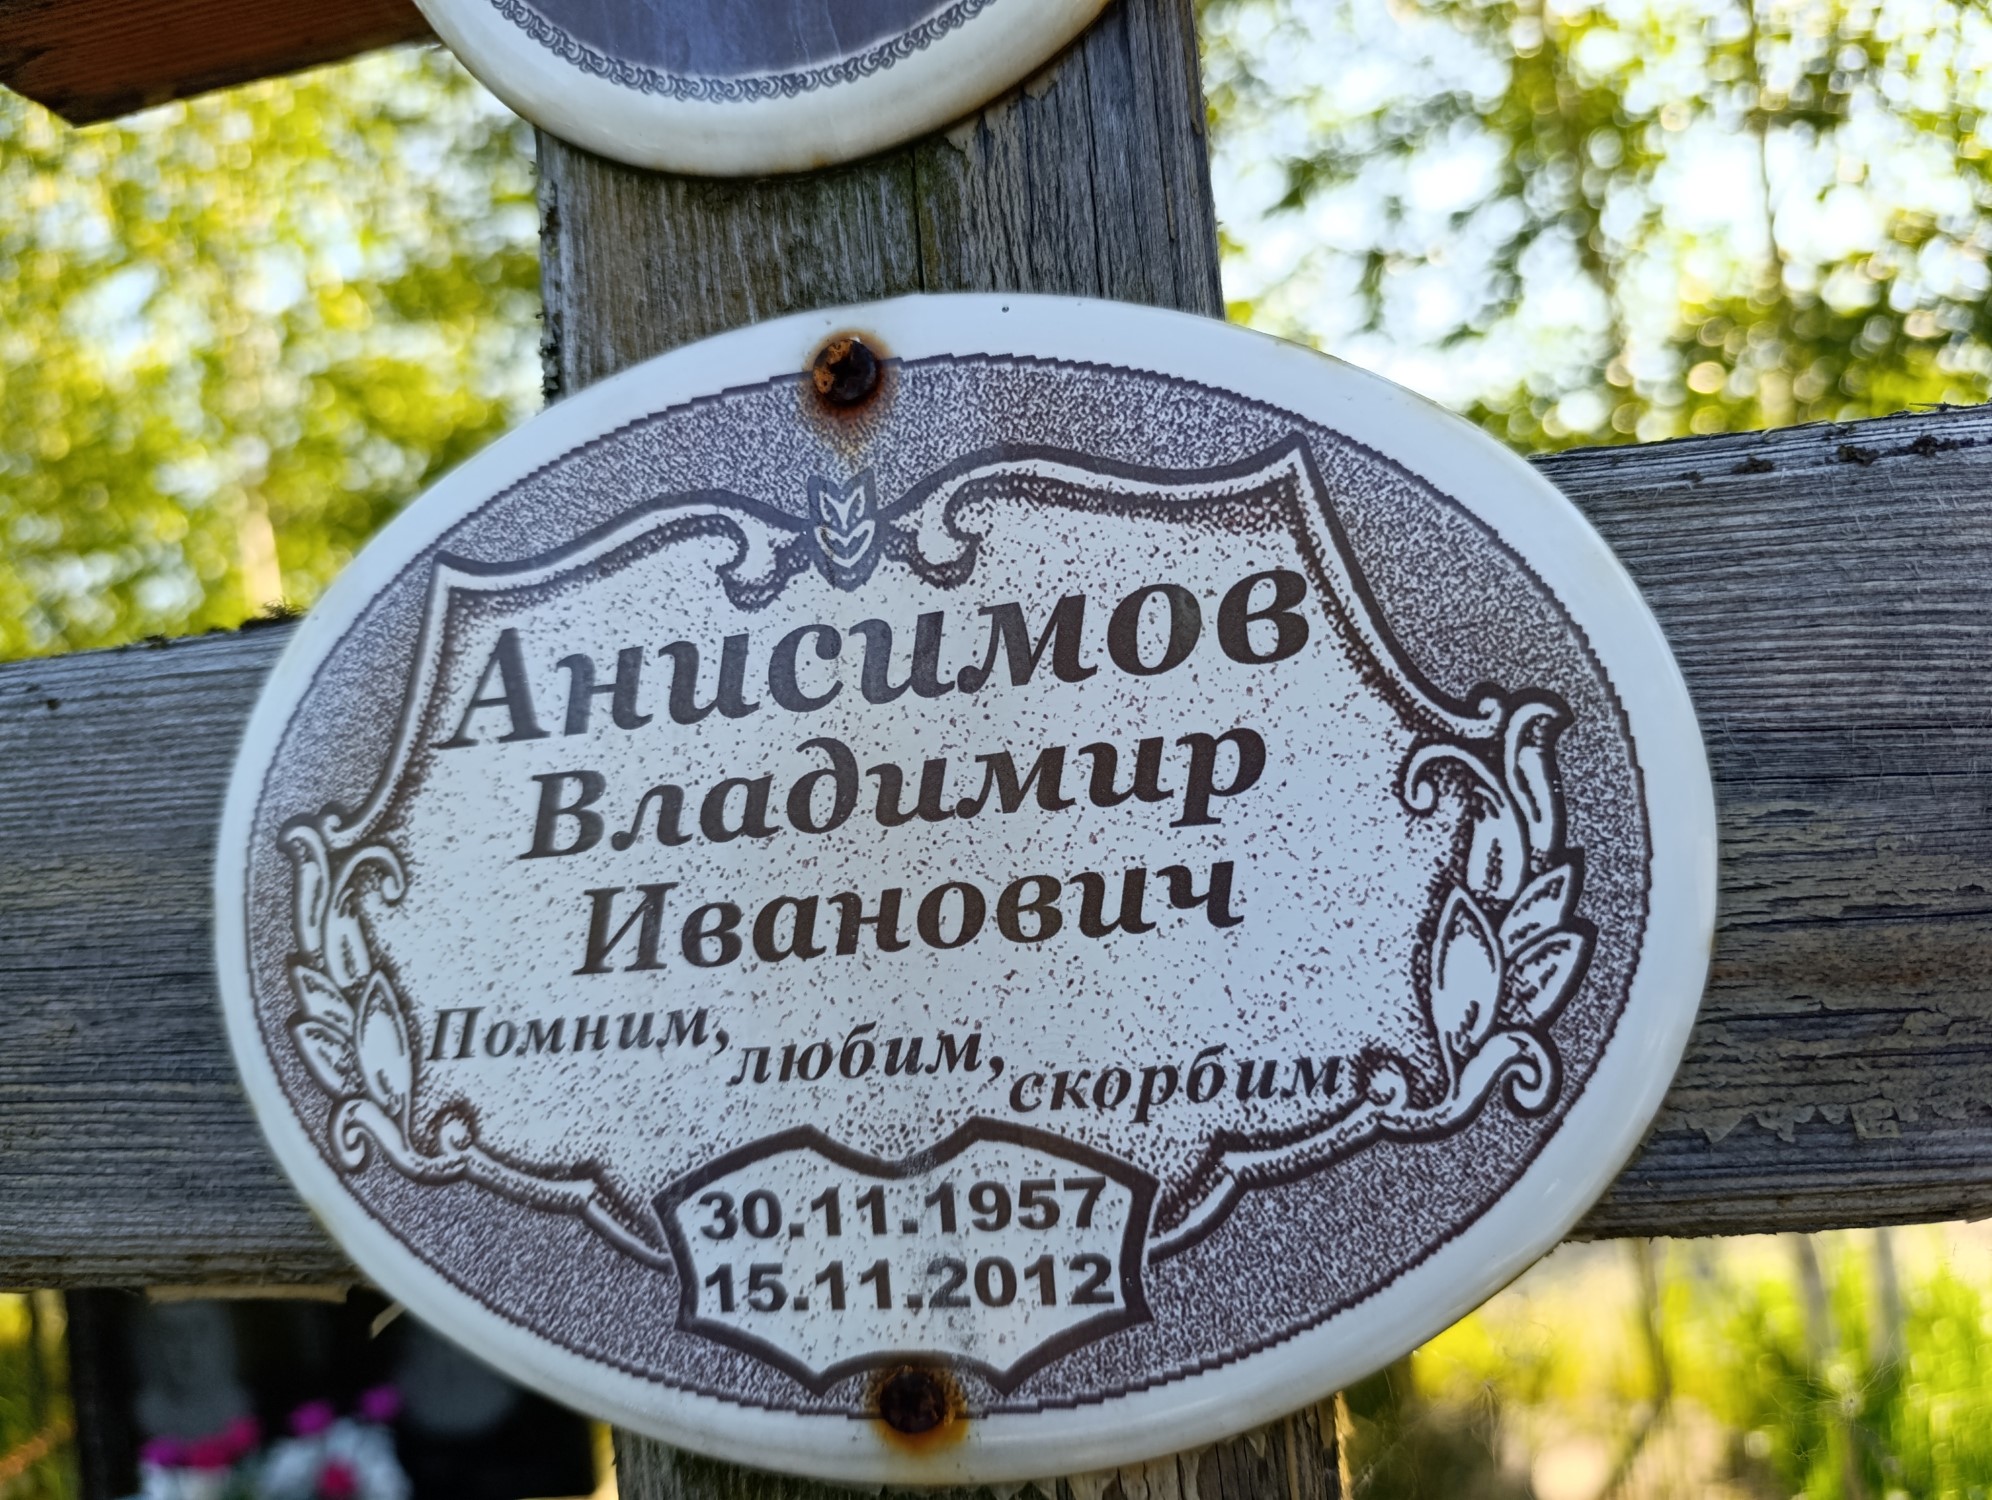 Анисимов
Владимир
Иванович
Помним, любим, скорбим
30.11.1957
15.11.2012